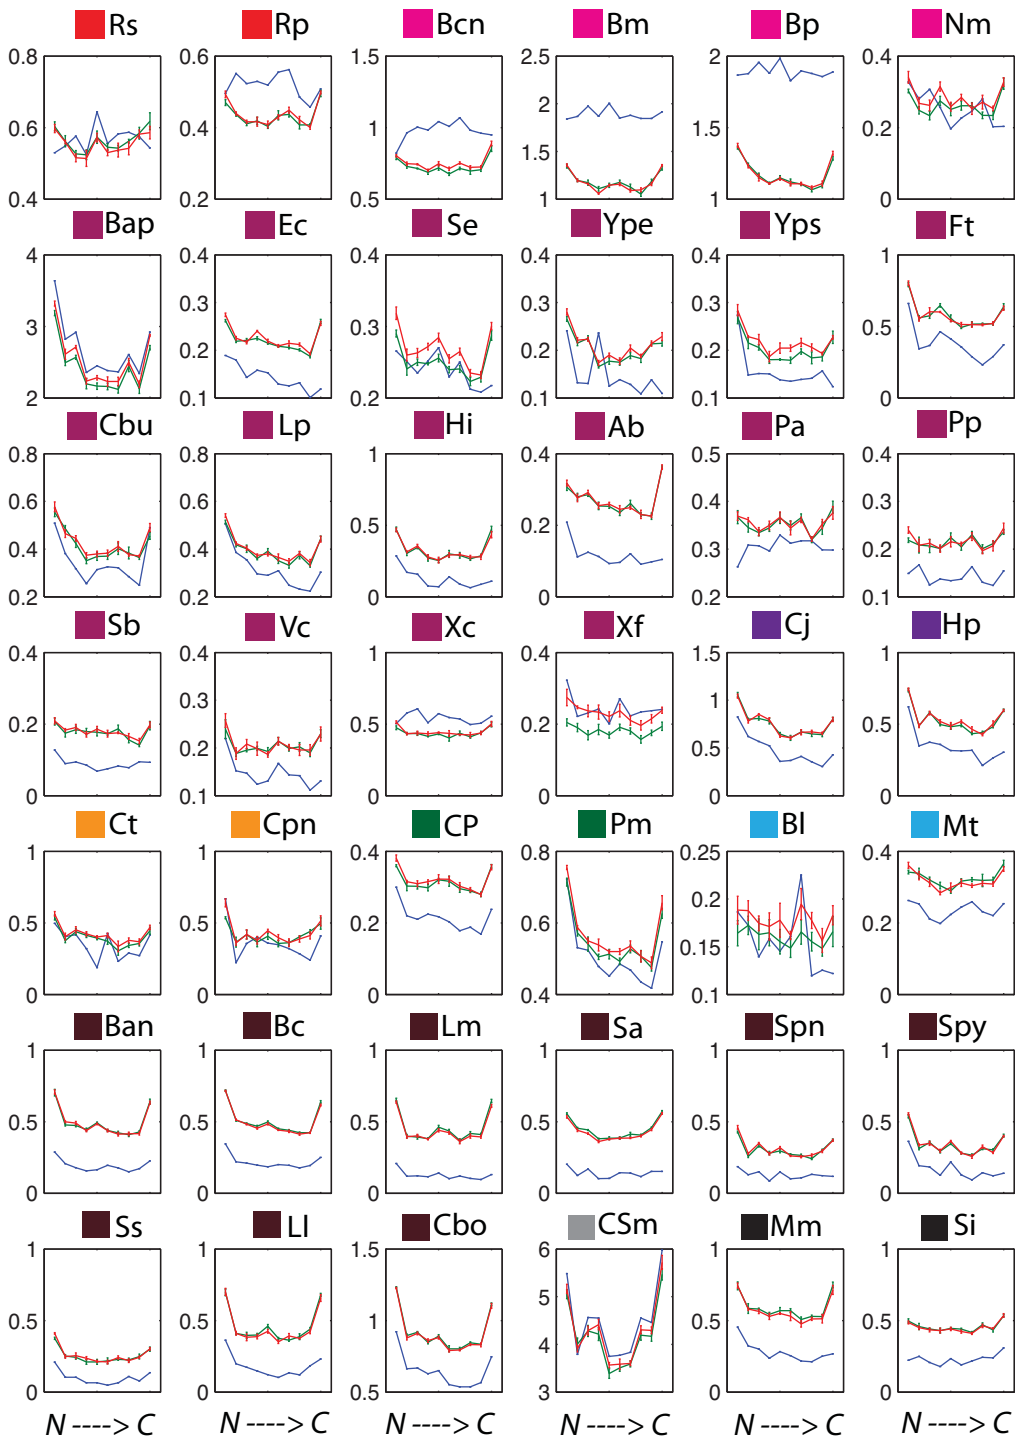 Rs Rp Bcn Bm Bp Nm
0.8 0.6 1.5 2.5 2 0.4
0.6 0.4 1 2 1.5 0.2
1.5
0.4 0.2 0.5 1 1 0
Bap Ec Se Ype Yps Ft
4 0.4 0.4 0.4 0.4 1
0.3 0.3 0.3
3 0.3 0.5
0.2 0.2 0.2
2 0.1 0.2 0.1 0.1 0
Cbu Lp Hi Ab Pa Pp
0.8 0.8 1 0.4 0.5 0.4
0.6 0.6 0.4 0.3
0.5 0.2
0.4 0.4 0.3 0.2
0.2 0.2 0 0 0.2 0.1
Sb Vc Xc Xf Cj Hp
0.4 0.4 1 0.4 1.5 1
0.3 1
0.2 0.5 0.2 0.5
0.2 0.5
0 0.1 0 0 0 0
Ct Cpn CP Pm Bl Mt
1 1 0.4 0.8 0.25 0.4
0.2
0.5 0.5 0.2 0.6 0.2
0.15
0 0 0 0.4 0.1 0
Ban Bc Lm Sa Spn Spy
1 1 1 1 1 1
0.5 0.5 0.5 0.5 0.5 0.5
0 0 0 0 0 0
Ss Ll Cbo CSm Mm Si
1 1 1.5 6 1 1
5
0.5 0.5 1 0.5 0.5
4
0 0 0.5 3 0 0
N ----> C N ----> C N ----> C N ----> C N ----> C N ----> C